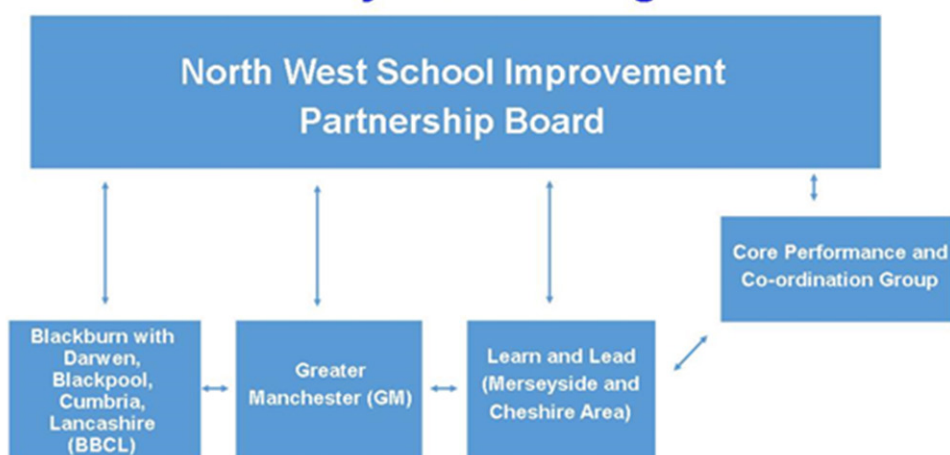 North West School Improvement
Partnership Board
Core Performance and
Co-ordination Group
Blackburn with
Darwen,
Blackpool,
Cumbria,
Lancashire
(BBCL)
Greater
Manchester (GM)
Learn and Lead
(Merseyside and
Cheshire Area)